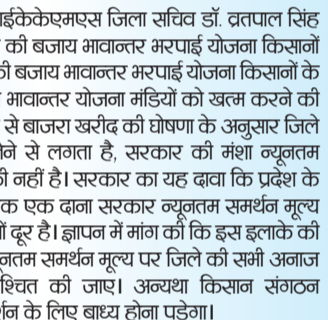 ाईकेकेएमएस जिला सचिव डॉ. व्रतपाल सिंह
की बजाय भावान्तर भरपाई योजना किसानों
की बजाय भावान्तर भरपाई योजना किसानों के
भावान्तर योजना मंडियों को खत्म करने की
से बाजरा खरीद की घोषणा के अनुसार जिले
ोने से लगता है, सरकार की मंशा न्यूनतम
ी नहीं है। सरकार का यह दावा कि प्रदेश के
क एक दाना सरकार न्यूनतम समर्थन मूल्य
ों दूर है। ज्ञापन में मांग की कि इस इलाके की
नतम समर्थन मूल्य पर जिले की सभी अनाज
श्चित की जाए। अन्यथा किसान संगठन
र्शन के लिए बाध्य होना पड़ेगा।